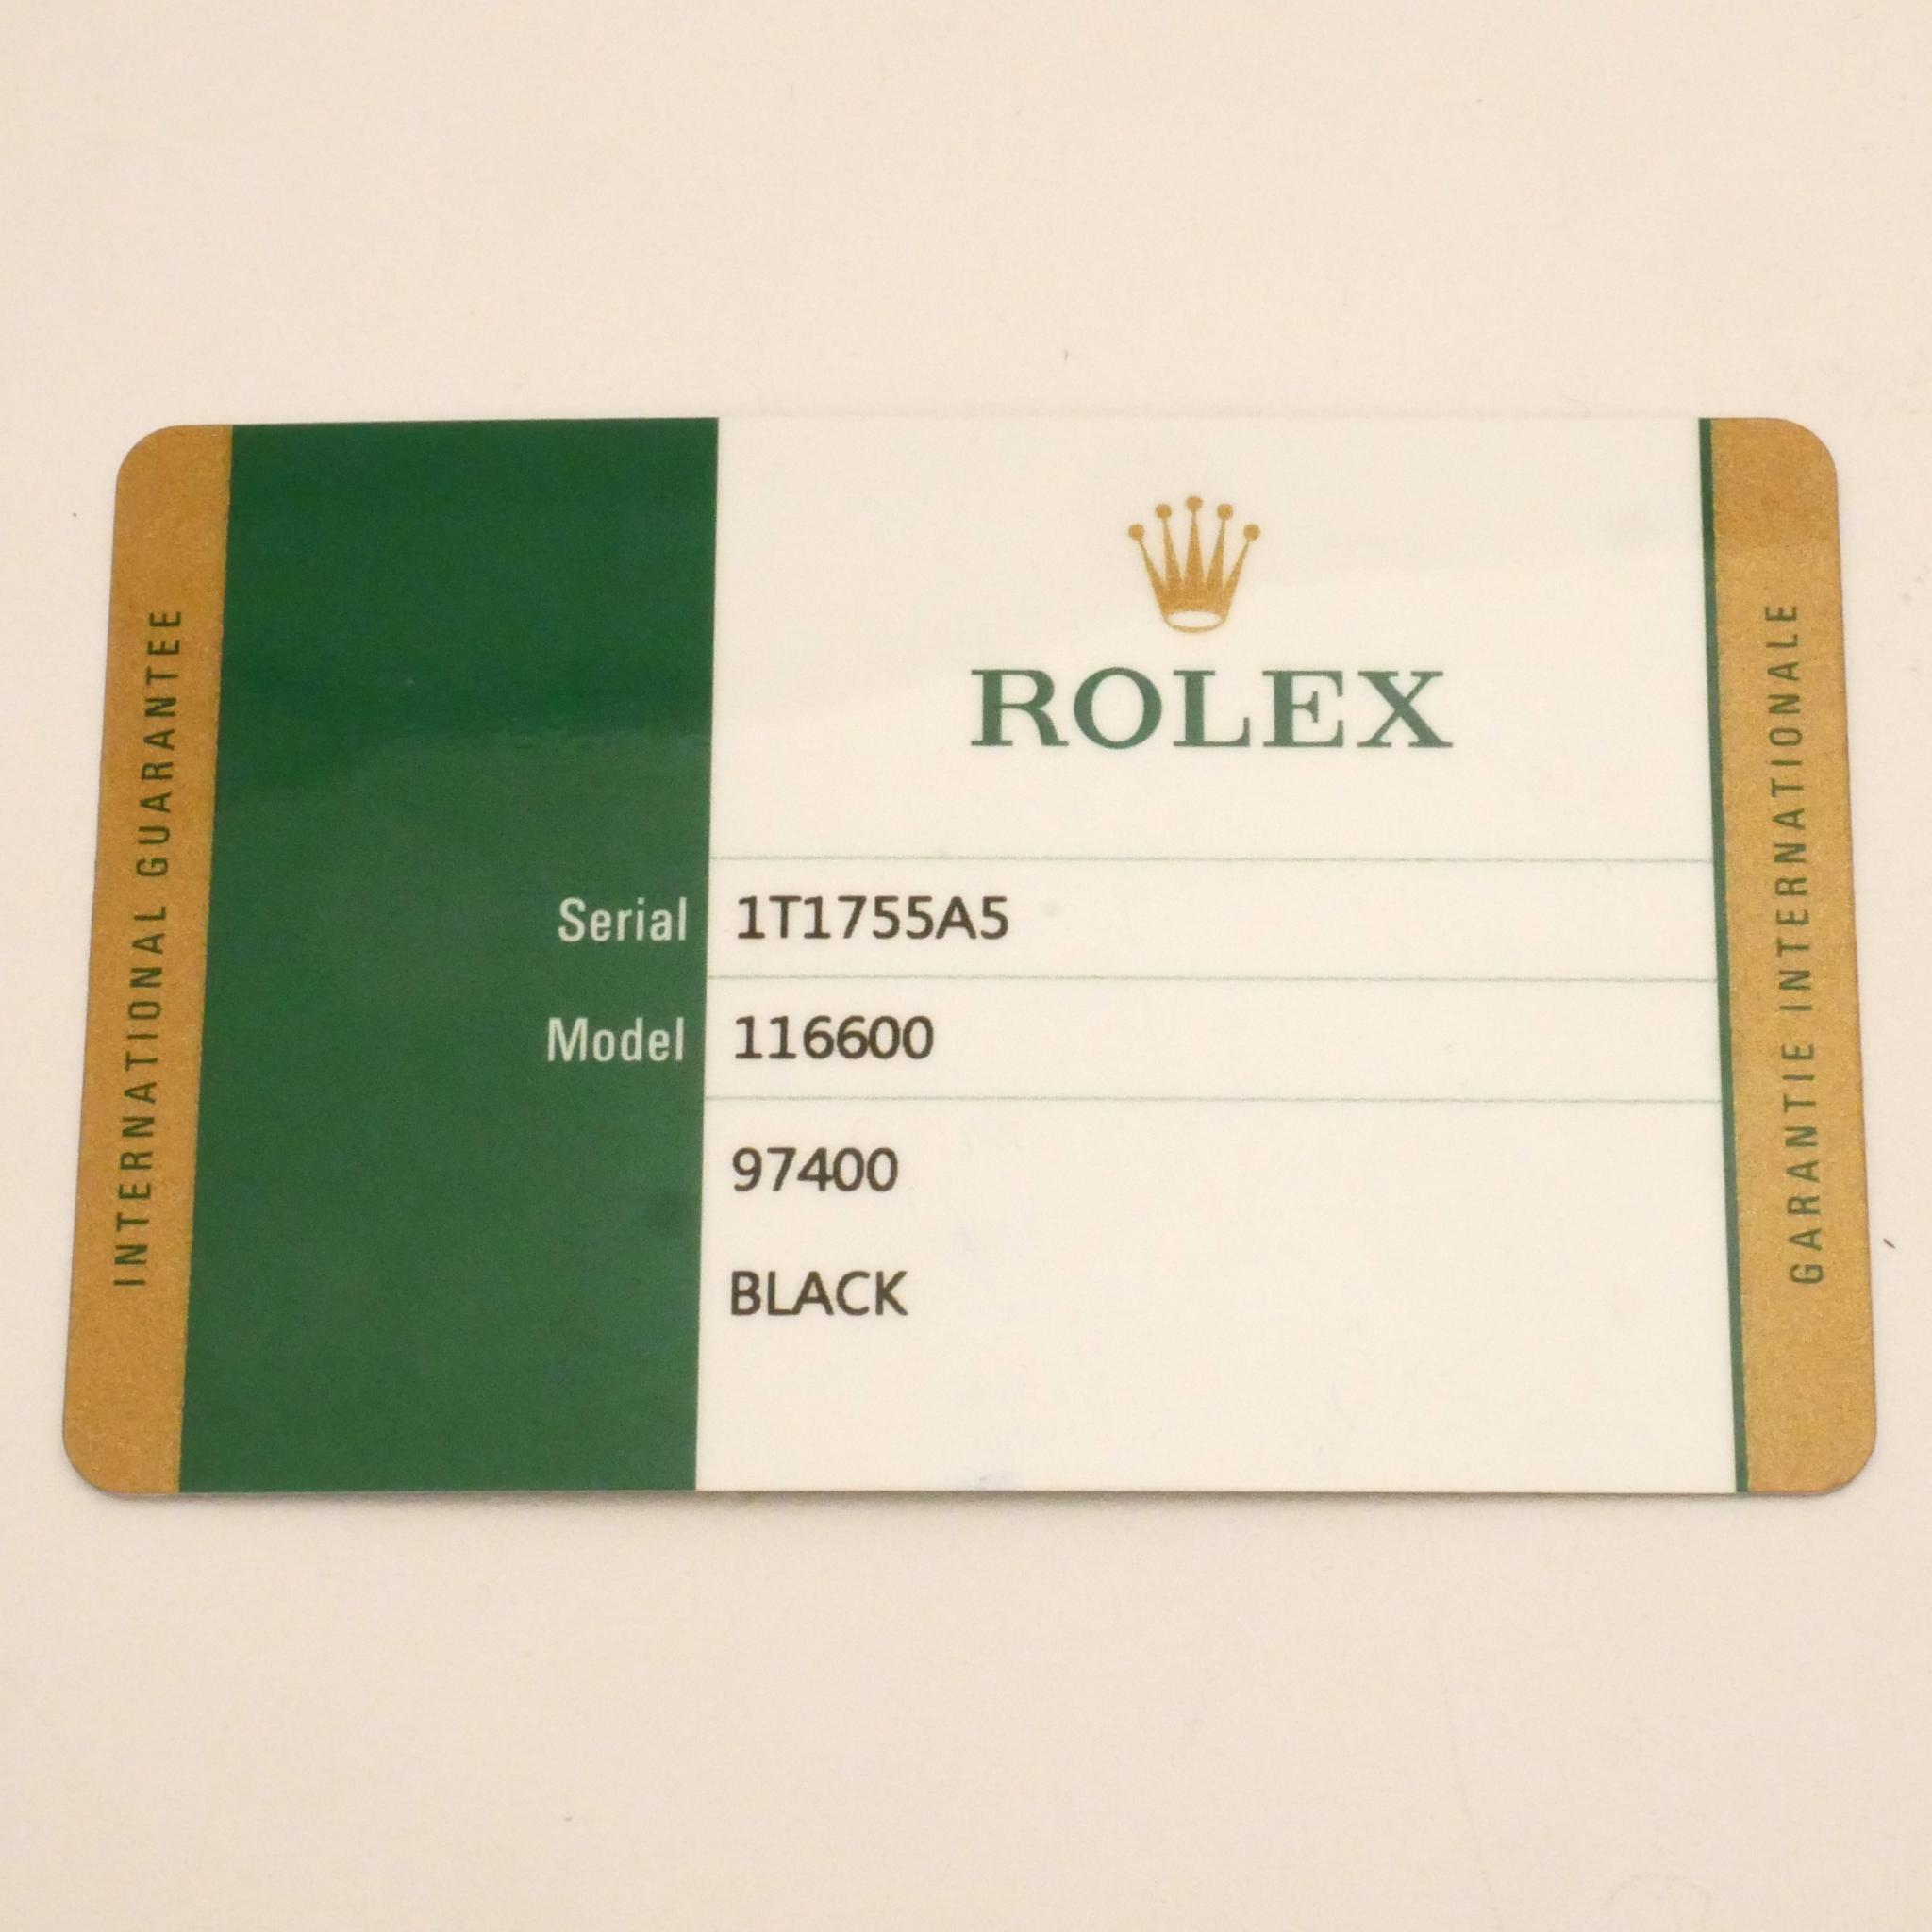 INTERNATIONAL GUARANTEE
ROLEX
Serial 1T1755A5
Model 116600
97400
BLACK
GARANTIE INTERNATIONALE